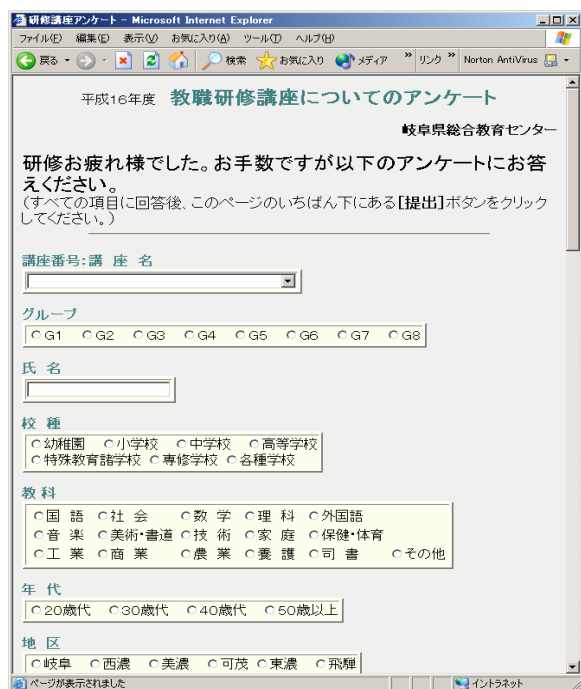 研修講座アンケート - Microsoft Internet Explorer
ファイル(F) 編集(E) 表示(V) お気に入り(A) ツール(T) ヘルプ(H)
戻る 検索 お気に入り メディア » リンク » Norton AntiVirus
平成16年度 教職研修講座についてのアンケート
岐阜県総合教育センター
研修お疲れ様でした。お手数ですが以下のアンケートにお答
えください。
(すべての項目に回答後、このページのいちばん下にある[提出]ボタンをクリック
してください。)
講座番号:講 座 名
グループ
G1 G2 G3 G4 G5 G6 G7 G8
氏 名
校 種
幼稚園 小学校 中学校 高等学校
特殊教育諸学校 専修学校 各種学校
教 科
国 語 社 会 数 学 理 科 外国語
音 楽 美術・書道 技 術 家 庭 保健・体育
工 業 商 業 農 業 養 護 司 書 その他
年 代
20歳代 30歳代 40歳代 50歳以上
地 区
岐阜 西濃 美濃 可茂 東濃 飛騨
ページが表示されました イントラネット